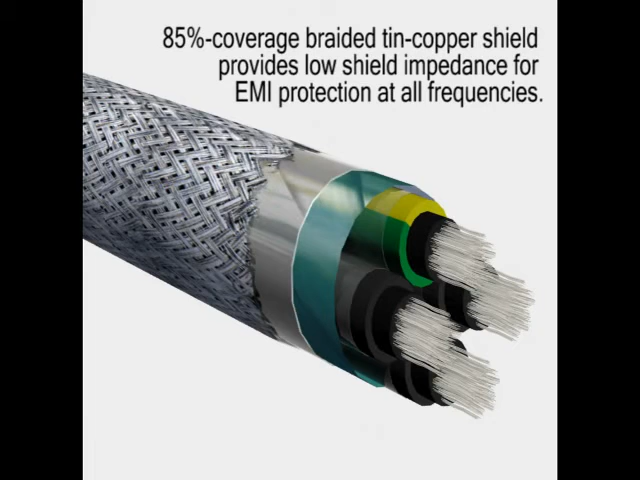 85%-coverage braided tin-copper shield
provides low shield impedance for
EMI protection at all frequencies.